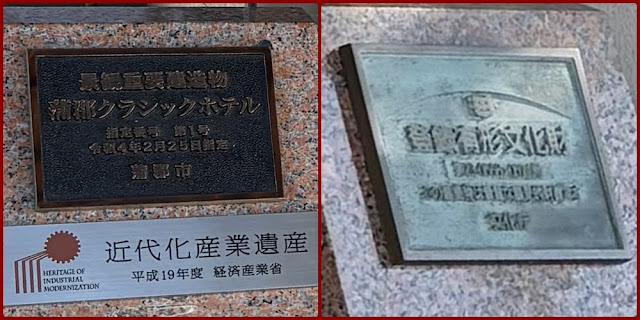 景観重要建造物
蒲郡クラシックホテル
指定番号 第1号
令和4年2月25日指定
蒲郡市
HERITAGE OF
INDUSTRIAL
MODERNIZATION
近代化産業遺産
平成19年度 経済産業省
登録有形文化財
文化庁